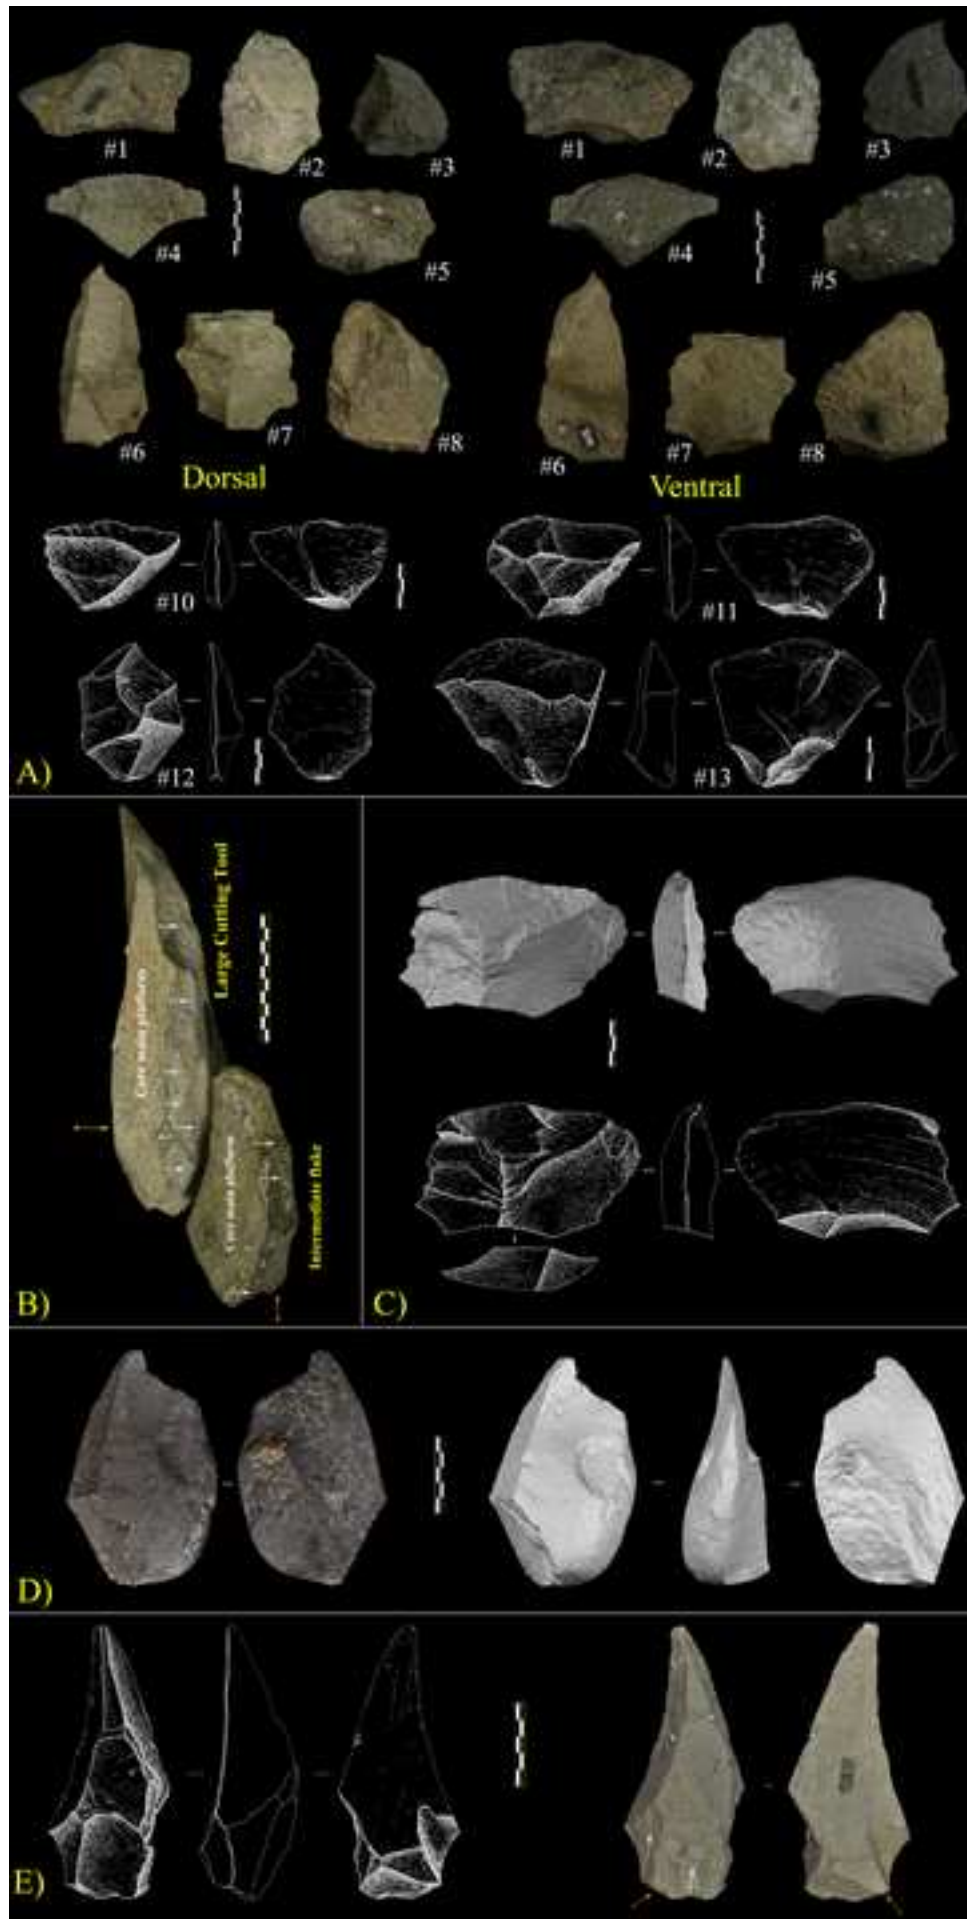 #1
#2
#3
#1
#2
#3
#4
#5
#4
#5
#6
#7
#8
#6
#7
#8
Dorsal
Ventral
#10
#11
#12
#13
A)
Large Cutting Tool
Core main platform
Core main platform
Intermediate flake
B)
C)
D)
E)